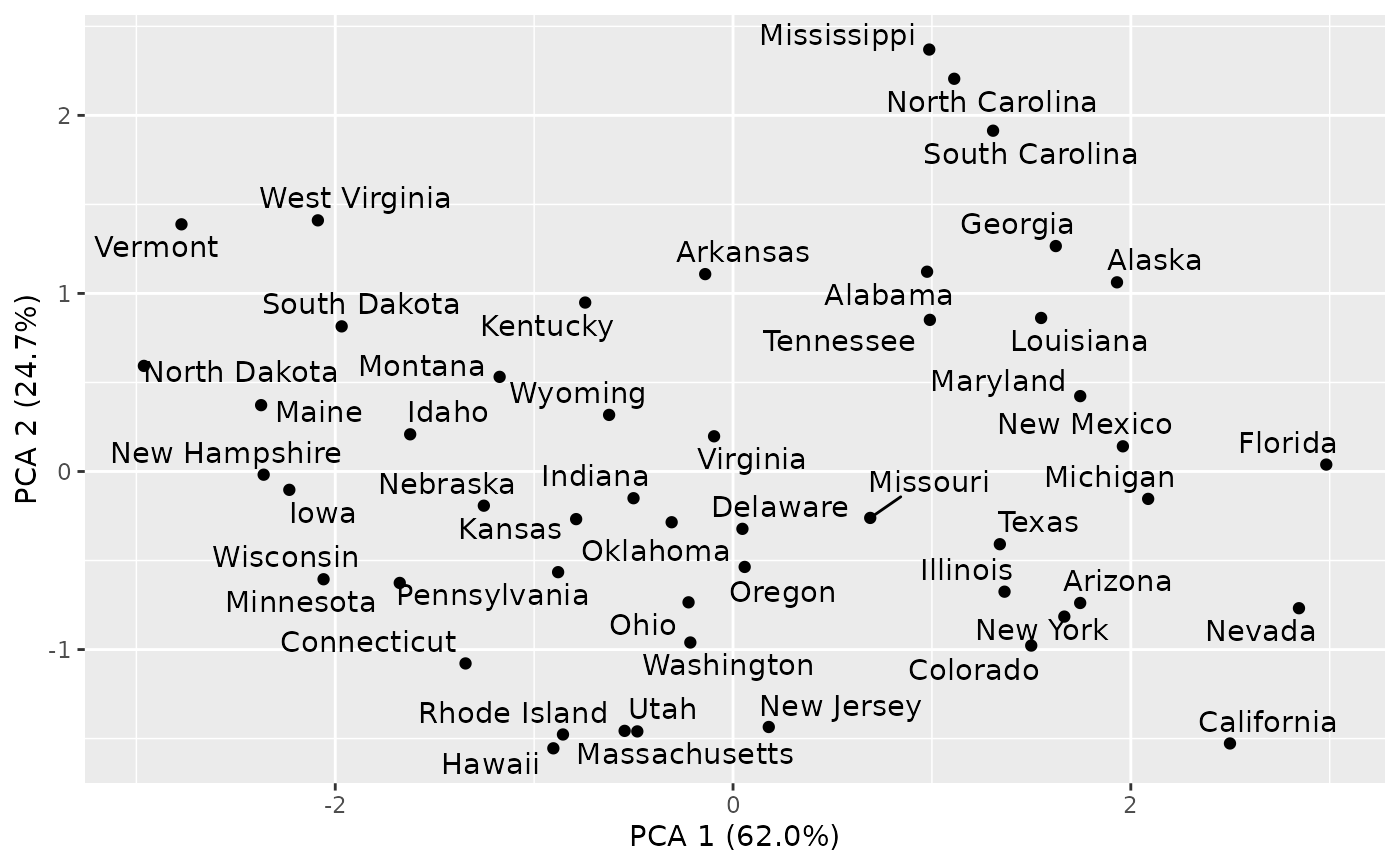 Mississippi
North Carolina
South Carolina
West Virginia
Georgia
Vermont
Arkansas
Alaska
South Dakota
Alabama
Kentucky
Tennessee
Louisiana
North Dakota
Montana
Maryland
Wyoming
Maine
Idaho
New Mexico
New Hampshire
Florida
Virginia
Indiana
Michigan
Nebraska
Missouri
Delaware
Iowa
Kansas
Texas
Wisconsin
Oklahoma
Illinois
Arizona
Minnesota
Pennsylvania
Oregon
Ohio
New York
Nevada
Connecticut
Washington
Colorado
Rhode Island
Utah
New Jersey
California
Massachusetts
Hawaii
2
1
0
-1
PCA 2 (24.7%)
-2
0
2
PCA 1 (62.0%)